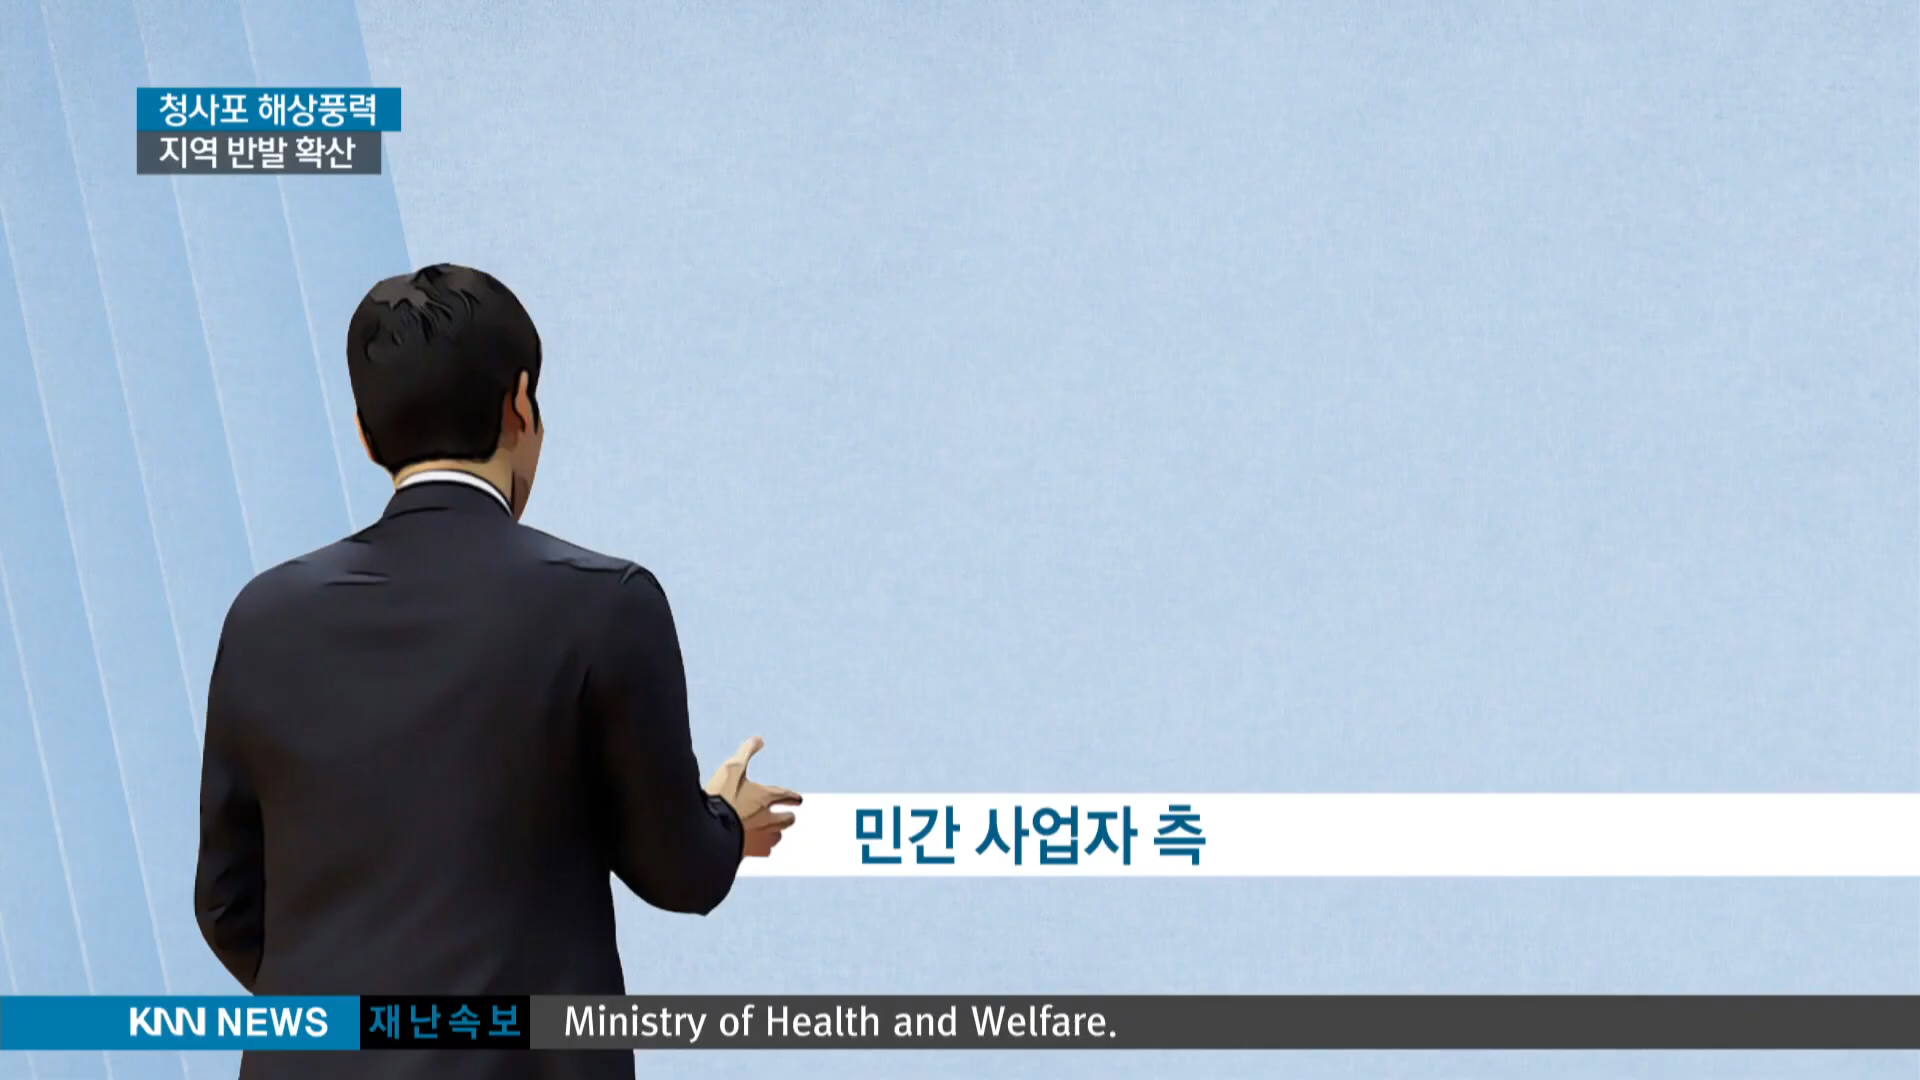 청사포 해상풍력
지역 반발 확산
민간 사업자 측
KNN NEWS
재난속보
Ministry of Health and Welfare.